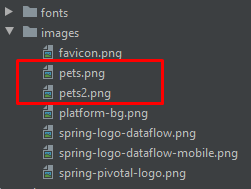 fonts
images
favicon.png
pets.png
pets2.png
platform-bg.png
spring-logo-dataflow.png
spring-logo-dataflow-mobile.png
spring-pivotal-logo.png